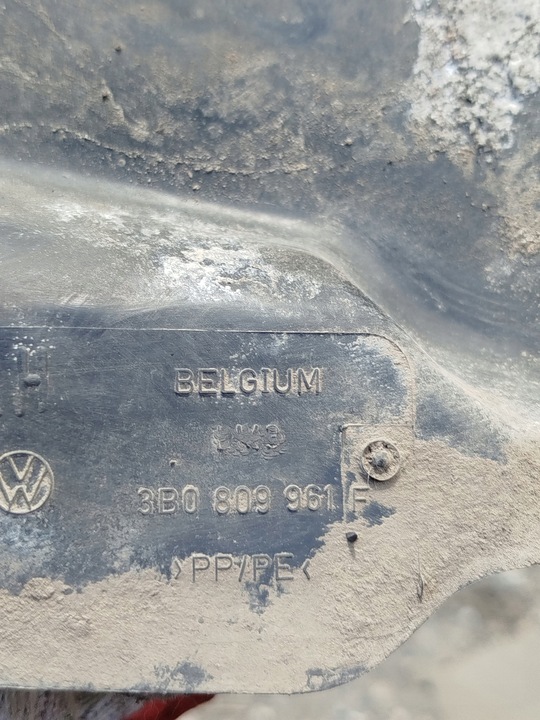 H
BELGIUM
3B0 809 961 F
>PP/PE<